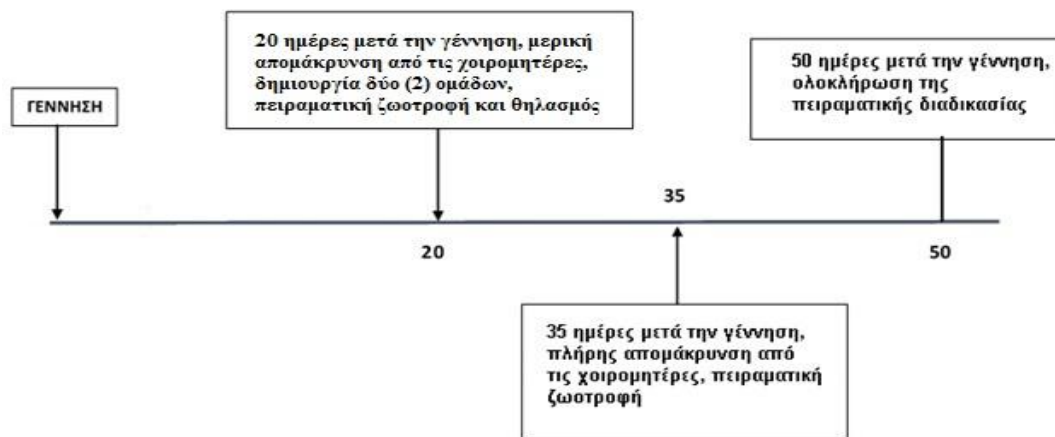 ΓΕΝΝΗΣΗ
20 ημέρες μετά την γέννηση, μερική
απομάκρυνση από τις χοιρομητέρες,
δημιουργία δύο (2) ομάδων,
πειραματική ζωοτροφή και θηλασμός
50 ημέρες μετά την γέννηση,
ολοκλήρωση της
πειραματικής διαδικασίας
35
20
50
35 ημέρες μετά την γέννηση,
πλήρης απομάκρυνση από
τις χοιρομητέρες, πειραματική
ζωοτροφή